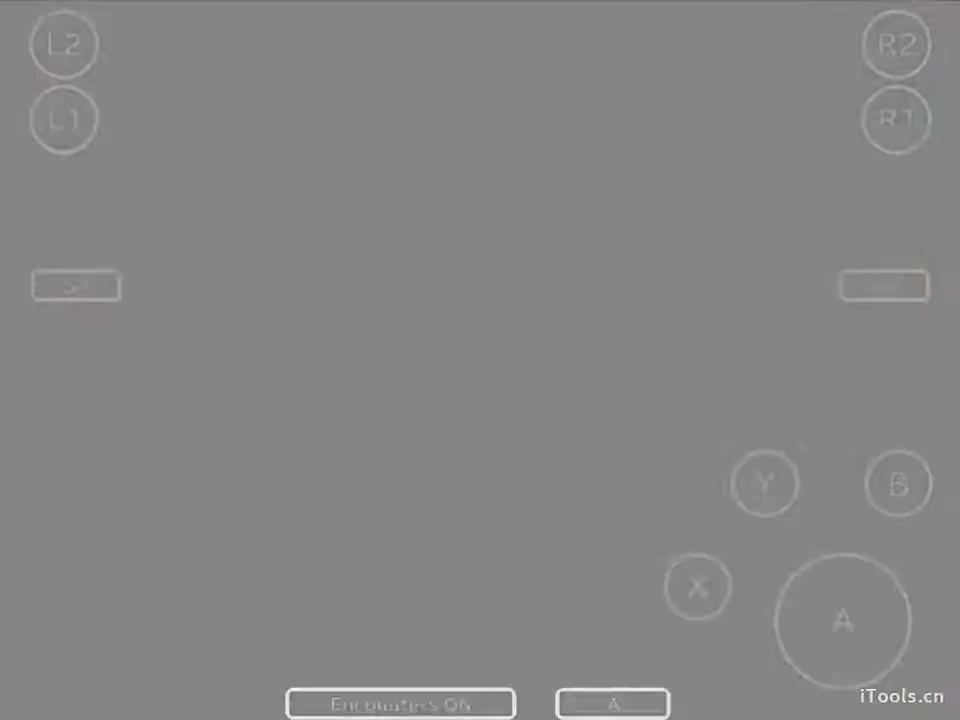 L2
R2
L1
R1
Y
B
X
A
iTools.cn
Encounters ON
A